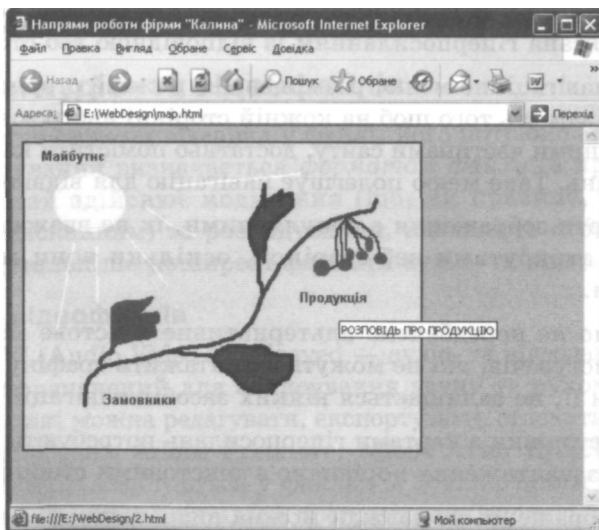 Напрями роботи фірми "Калина" - Microsoft Internet Explorer
Файл Правка Вигляд Обране Сервіс Довідка
Назад Пошук Обране
Адреса: E:\WebDesign\map.html Перехід
Майбутнє
Продукція
РОЗПОВІДЬ ПРО ПРОДУКЦІЮ
Замовники
file:///E:/WebDesign/2.html Мой компьютер